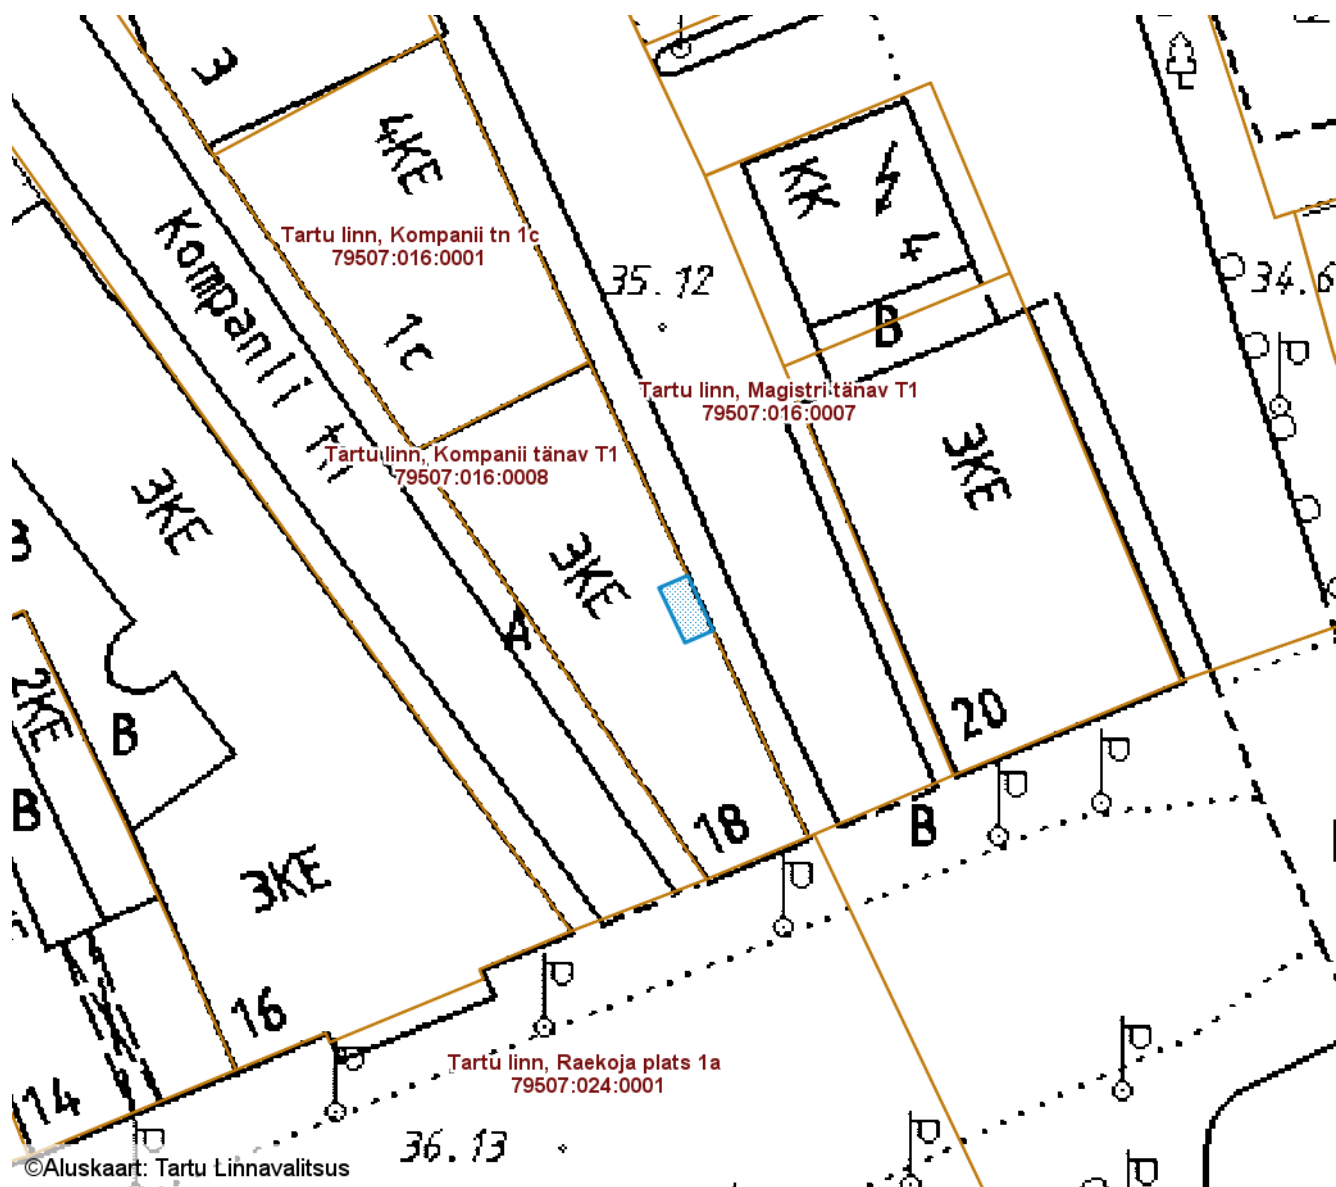 3
4KE
KK
4
Kompanii tn
Tartu linn, Kompanii tn 1c
79507:016:0001
35.12
34.6
B
1c
Tartu linn, Magistri tänav T1
79507:016:0007
Tartu linn, Kompanii tänav T1
79507:016:0008
3KE
3KE
3KE
A
2KE
B
20
B
18
B
3KE
16
Tartu linn, Raekoja plats 1a
79507:024:0001
14
36.13
©Aluskaart: Tartu Linnavalitsus